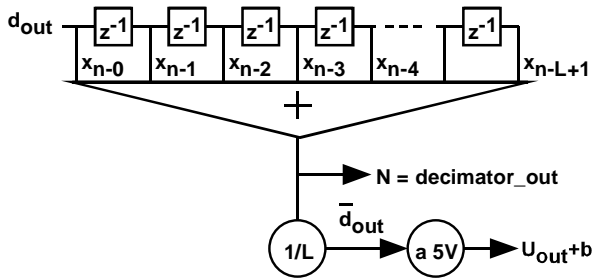 d_out z⁻¹ z⁻¹ z⁻¹ z⁻¹ z⁻¹
x_n-0 x_n-1 x_n-2 x_n-3 x_n-4 x_n-L+1
+
N = decimator_out
d̅_out
1/L a 5V U_out+b